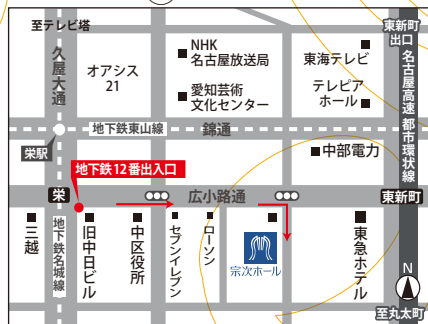 至テレビ塔
東新町
出口
久屋大通
オアシス
21
NHK
名古屋放送局
愛知芸術
文化センター
東海テレビ
テレピア
ホール
名古屋高速 都市環状線
地下鉄東山線
錦通
栄駅
中部電力
地下鉄12番出入口
栄
広小路通
東新町
三越
地下鉄名城線
旧中日ビル
中区役所
セブンイレブン
ローソン
宗次ホール
東急ホテル
N
至丸太町